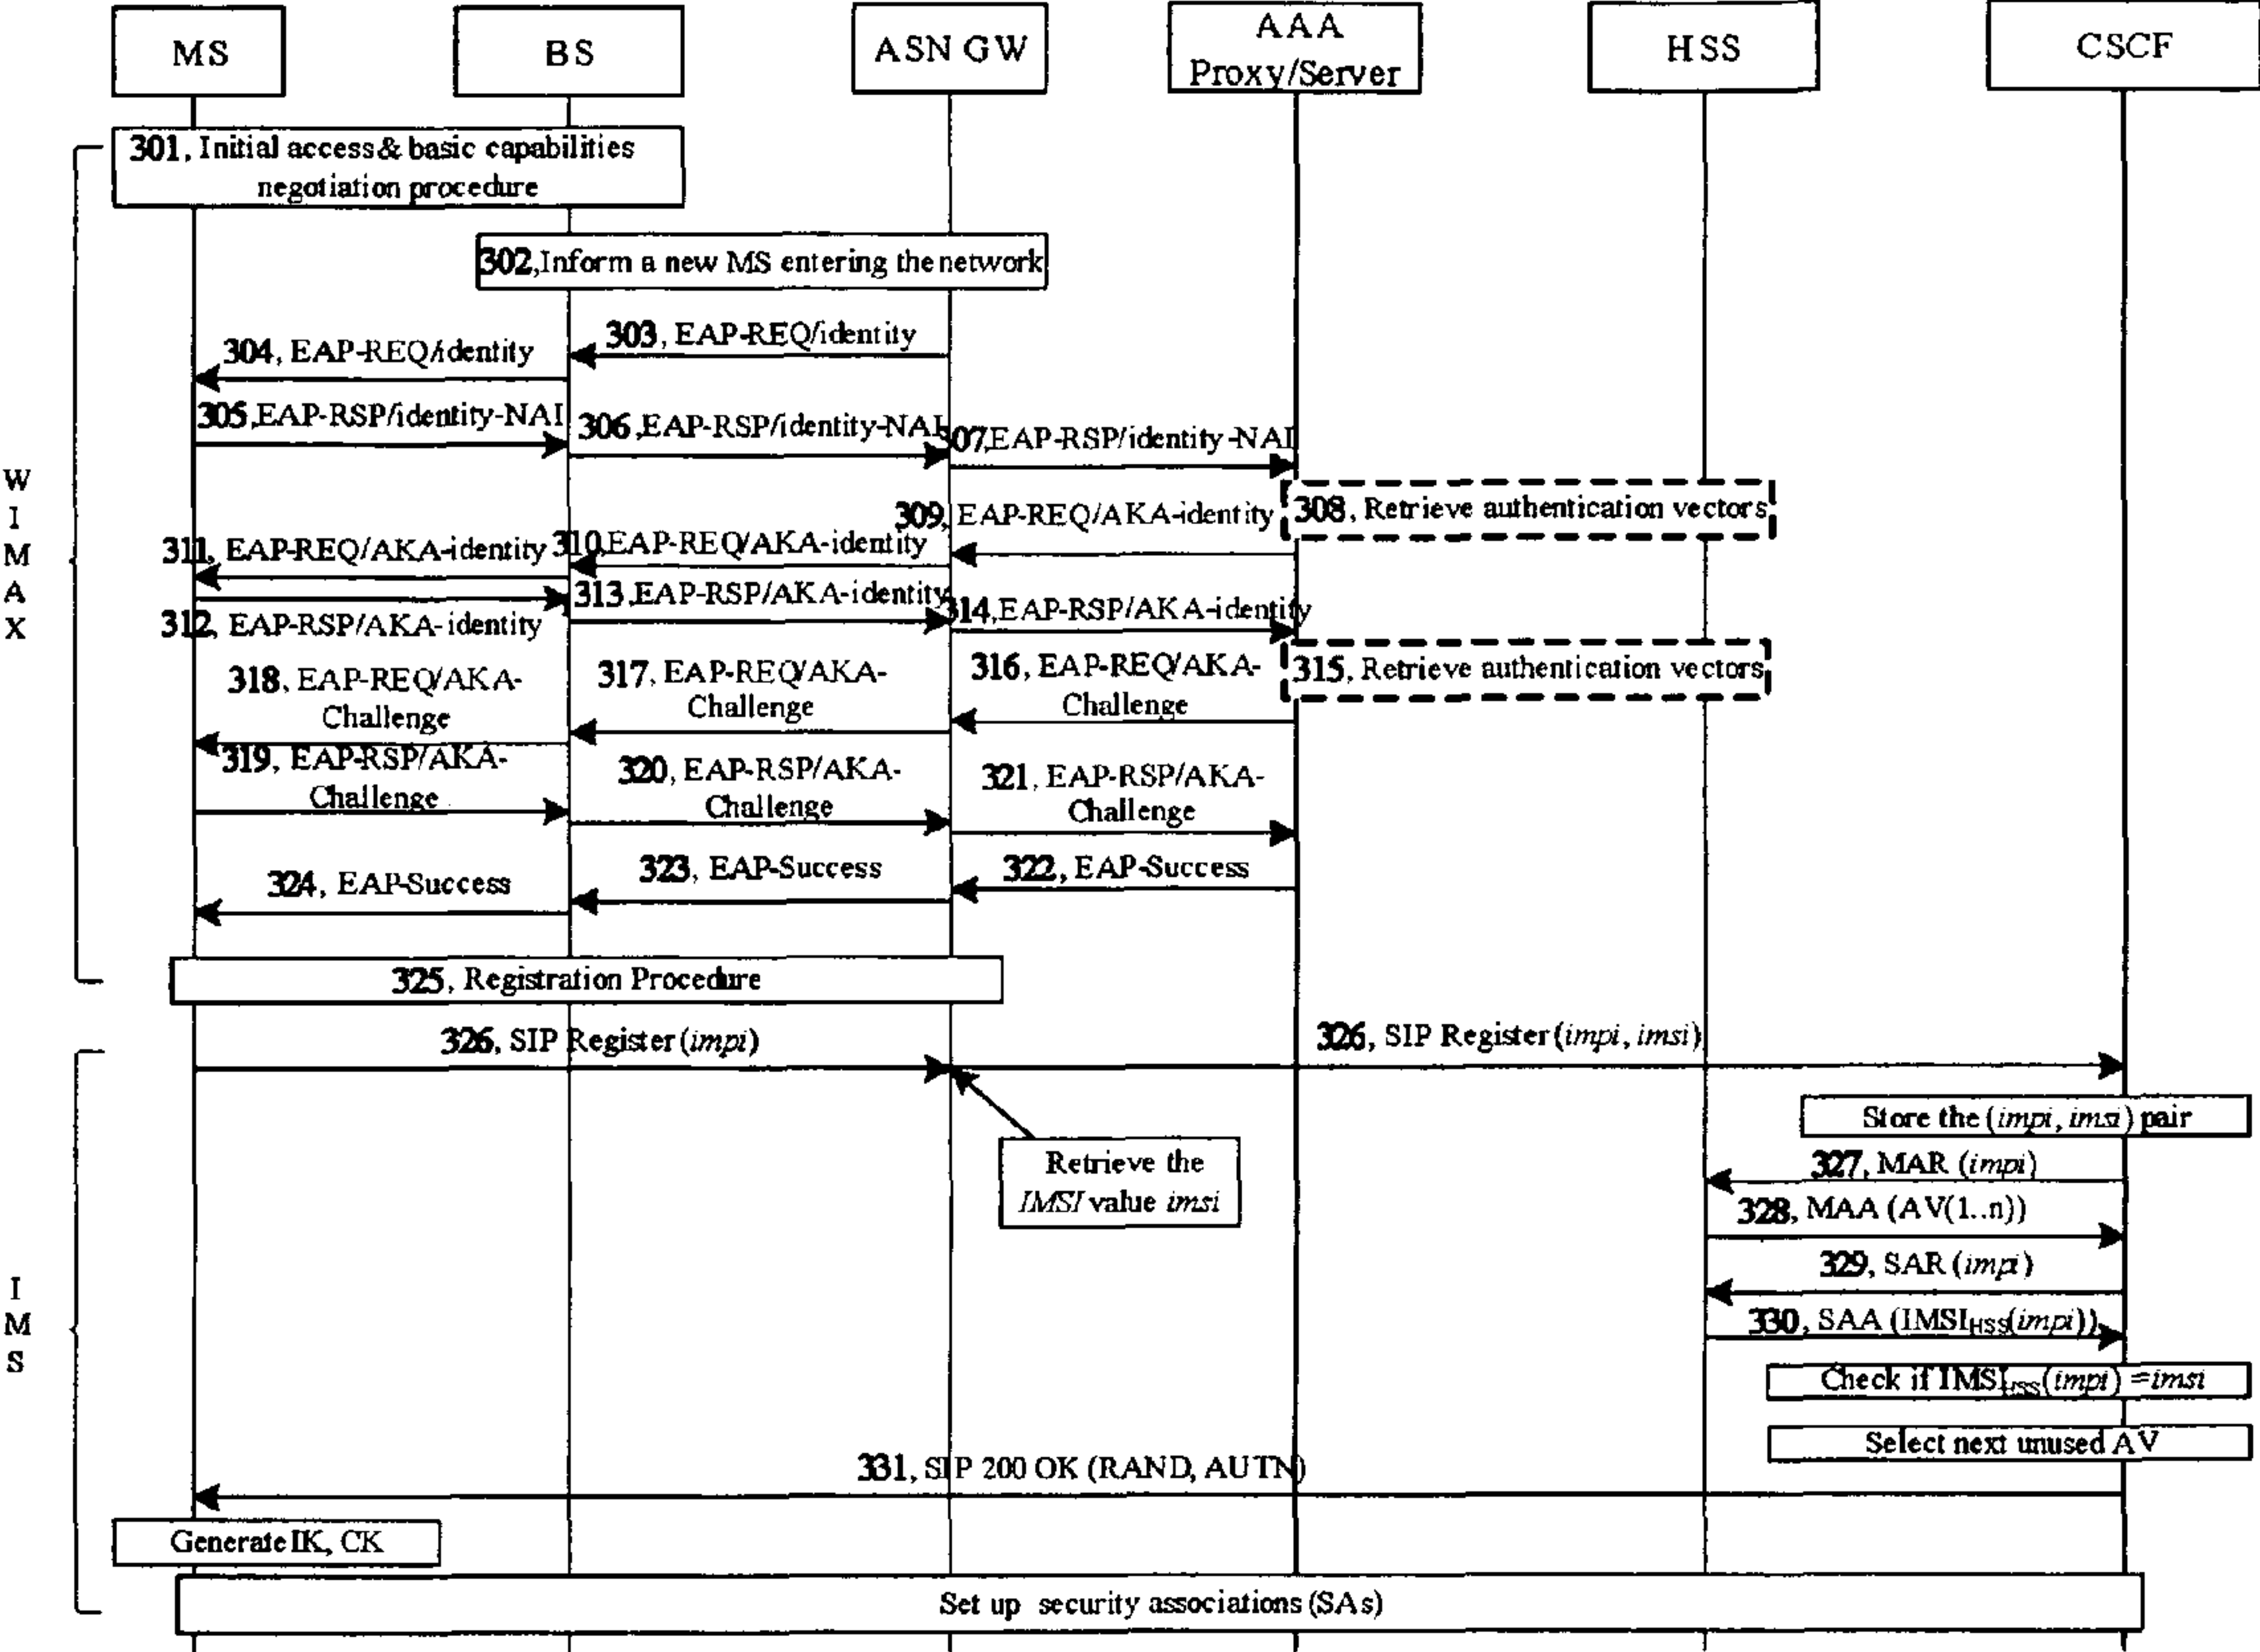 MS
BS
ASN GW
AAA
Proxy/Server
HSS
CSCF
301, Initial access & basic capabilities
negotiation procedure
302, Inform a new MS entering the network
303, EAP-REQ/identity
304, EAP-REQ/identity
305, EAP-RSP/identity-NAI
306, EAP-RSP/identity-NAI
307, EAP-RSP/identity-NAI
308, Retrieve authentication vectors
309, EAP-REQ/AKA-identity
310, EAP-REQ/AKA-identity
311, EAP-REQ/AKA-identity
312, EAP-RSP/AKA-identity
313, EAP-RSP/AKA-identity
314, EAP-RSP/AKA-identity
315, Retrieve authentication vectors
316, EAP-REQ/AKA-
Challenge
317, EAP-REQ/AKA-
Challenge
318, EAP-REQ/AKA-
Challenge
319, EAP-RSP/AKA-
Challenge
320, EAP-RSP/AKA-
Challenge
321, EAP-RSP/AKA-
Challenge
322, EAP-Success
323, EAP-Success
324, EAP-Success
325, Registration Procedure
WIMAX
326, SIP Register (impi)
326, SIP Register (impi, imsi)
Store the (impi, imsi) pair
Retrieve the
IMSI value imsi
327, MAR (impi)
328, MAA (AV(1..n))
329, SAR (impi)
330, SAA (IMSIHSS(impi))
Check if IMSIHSS(impi) = imsi
Select next unused AV
331, SIP 200 OK (RAND, AUTN)
Generate IK, CK
Set up security associations (SAs)
IMS